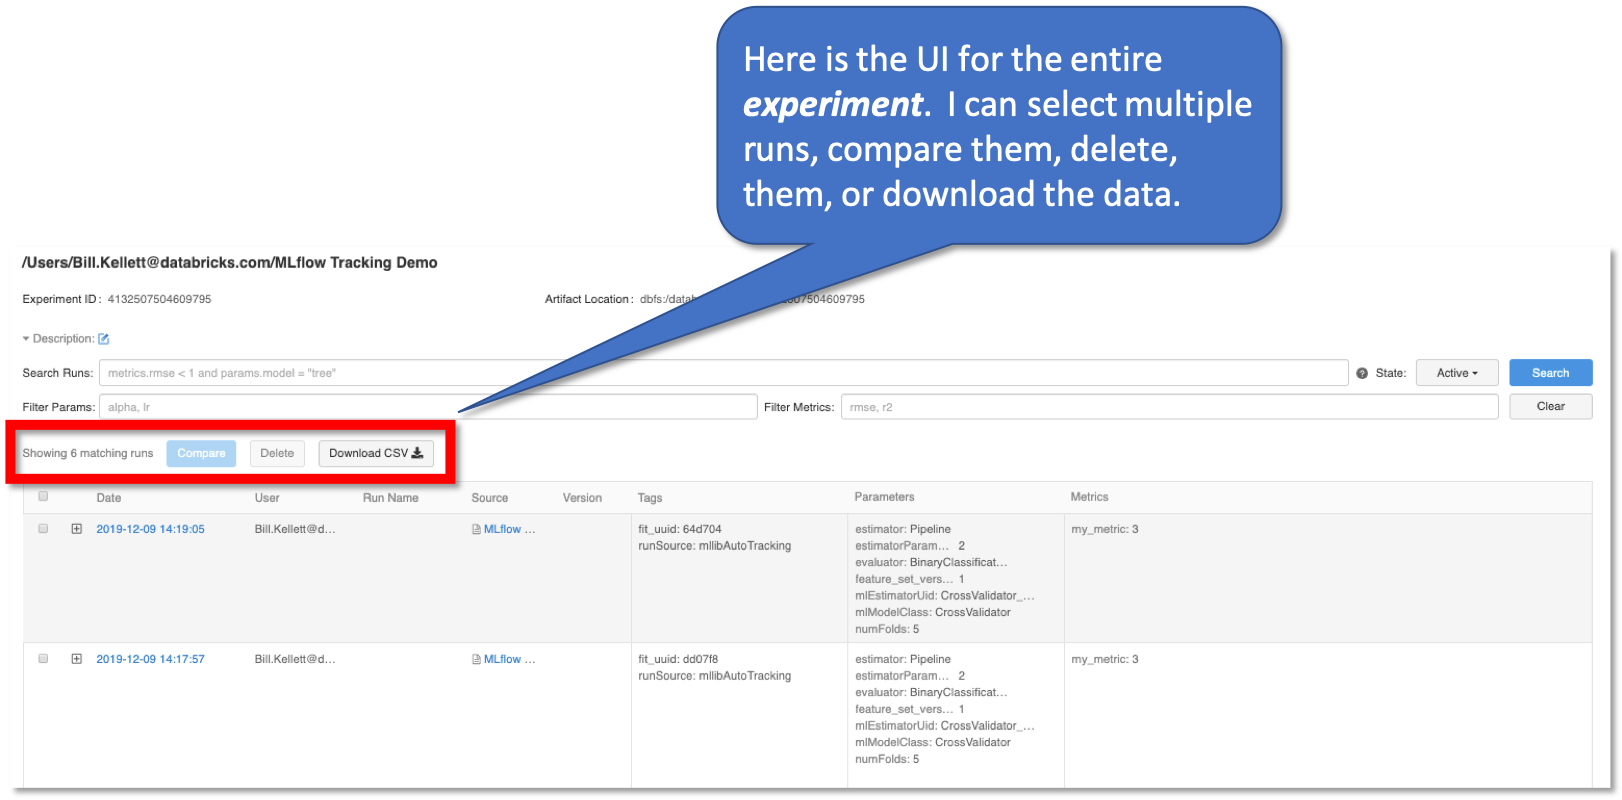 Here is the UI for the entire
experiment.  I can select multiple
runs, compare them, delete,
them, or download the data.
/Users/Bill.Kellett@databricks.com/MLflow Tracking Demo
Experiment ID : 4132507504609795
Artifact Location : dbfs:/datab 507504609795
Description:
Search Runs: metrics.rmse < 1 and params.model = "tree" ? State: Active Search
Filter Params: alpha, lr Filter Metrics: rmse, r2 Clear
Showing 6 matching runs Compare Delete Download CSV
Date User Run Name Source Version Tags Parameters Metrics
2019-12-09 14:19:05 Bill.Kellett@d... MLflow ... fit_uuid: 64d704 estimator: Pipeline my_metric: 3
runSource: mllibAutoTracking estimatorParam... 2
evaluator: BinaryClassificat...
feature_set_vers... 1
mlEstimatorUid: CrossValidator_...
mlModelClass: CrossValidator
numFolds: 5
2019-12-09 14:17:57 Bill.Kellett@d... MLflow ... fit_uuid: dd07f8 estimator: Pipeline my_metric: 3
runSource: mllibAutoTracking estimatorParam... 2
evaluator: BinaryClassificat...
feature_set_vers... 1
mlEstimatorUid: CrossValidator_...
mlModelClass: CrossValidator
numFolds: 5